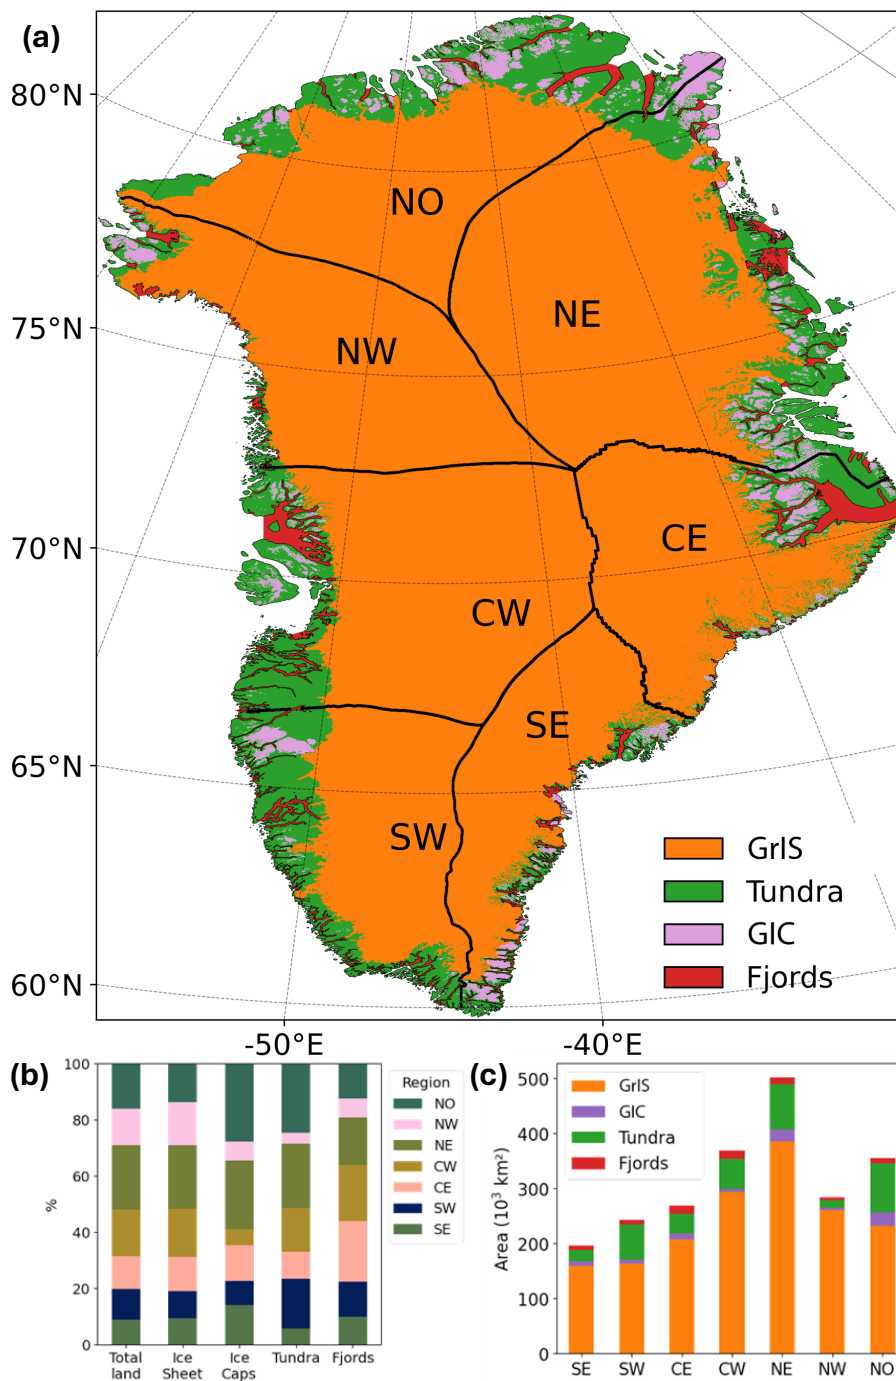 (a)
80°N
75°N
70°N
65°N
60°N
-50°E
-40°E
NO
NE
NW
CE
CW
SE
SW
GrIS
Tundra
GIC
Fjords
(b)
100
80
60
40
20
0
%
Total
land
Ice
Sheet
Ice
Caps
Tundra
Fjords
Region
NO
NW
NE
CW
CE
SW
SE
(c)
500
400
300
200
100
0
Area (10³ km²)
GrIS
GIC
Tundra
Fjords
SE
SW
CE
CW
NE
NW
NO